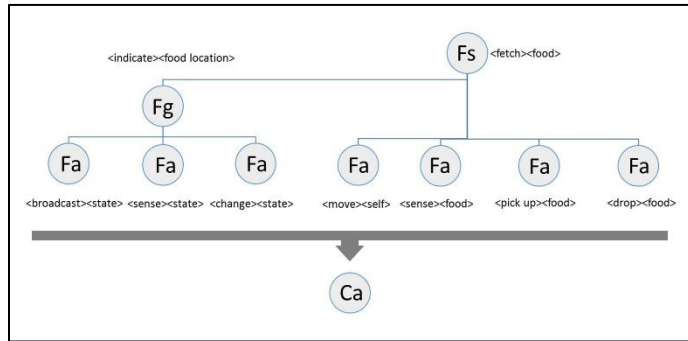 Fs
<fetch><food>
<indicate><food location>
Fg
Fa Fa Fa Fa Fa Fa Fa
<broadcast><state> <sense><state> <change><state> <move><self> <sense><food> <pick up><food> <drop><food>
Ca